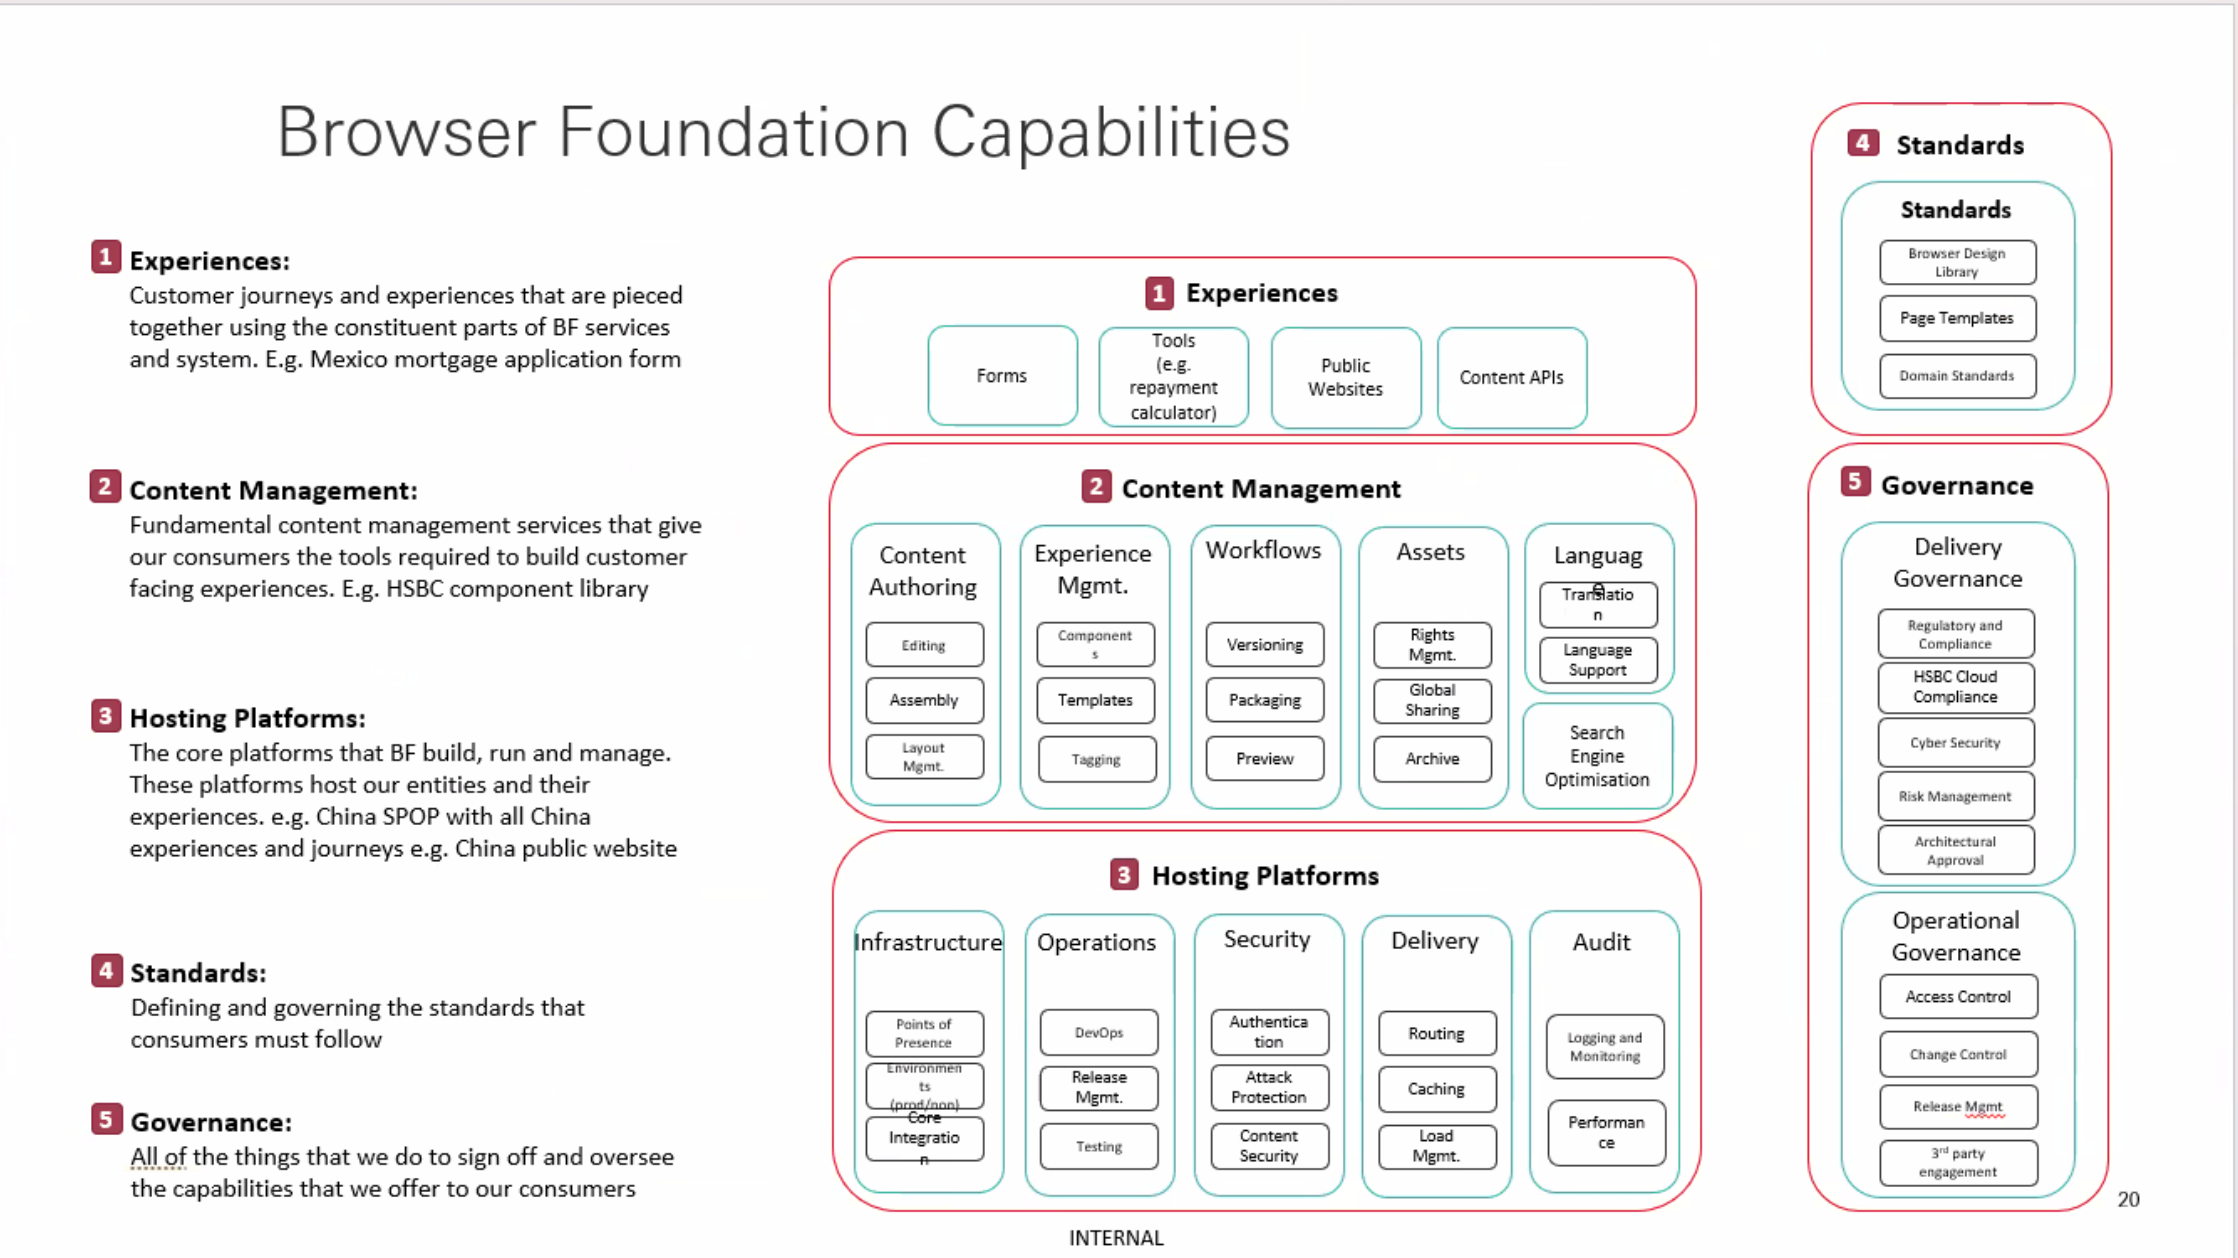 Browser Foundation Capabilities
1 Experiences:
Customer journeys and experiences that are pieced
together using the constituent parts of BF services
and system. E.g. Mexico mortgage application form
2 Content Management:
Fundamental content management services that give
our consumers the tools required to build customer
facing experiences. E.g. HSBC component library
3 Hosting Platforms:
The core platforms that BF build, run and manage.
These platforms host our entities and their
experiences. e.g. China SPOP with all China
experiences and journeys e.g. China public website
4 Standards:
Defining and governing the standards that
consumers must follow
5 Governance:
All of the things that we do to sign off and oversee
the capabilities that we offer to our consumers
1 Experiences
Forms
Tools
(e.g.
repayment
calculator)
Public
Websites
Content APIs
2 Content Management
Content
Authoring
Editing
Assembly
Layout
Mgmt.
Experience
Mgmt.
Component
s
Templates
Tagging
Workflows
Versioning
Packaging
Preview
Assets
Rights
Mgmt.
Global
Sharing
Archive
Languag
e
Translatio
n
Language
Support
Search
Engine
Optimisation
3 Hosting Platforms
Infrastructure
Points of
Presence
Environmen
ts
(prod/non)
Core
Integratio
n
Operations
DevOps
Release
Mgmt.
Testing
Security
Authentica
tion
Attack
Protection
Content
Security
Delivery
Routing
Caching
Load
Mgmt.
Audit
Logging and
Monitoring
Performan
ce
4 Standards
Standards
Browser Design
Library
Page Templates
Domain Standards
5 Governance
Delivery
Governance
Regulatory and
Compliance
HSBC Cloud
Compliance
Cyber Security
Risk Management
Architectural
Approval
Operational
Governance
Access Control
Change Control
Release Mgmt
3rd party
engagement
20
INTERNAL